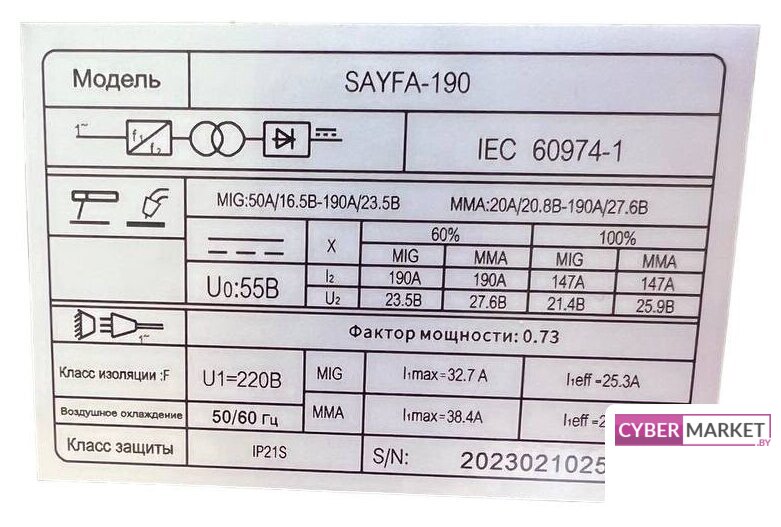 Модель SAYFA-190
1~ f1 f2 IEC 60974-1
MIG:50A/16.5B-190A/23.5B MMA:20A/20.8B-190A/27.6B
X 60% 100%
MIG MMA MIG MMA
U0:55B I2 190A 190A 147A 147A
U2 23.5B 27.6B 21.4B 25.9B
1~ Фактор мощности: 0.73
Класс изоляции :F U1=220B MIG I1max=32.7 A I1eff =25.3A
Воздушное охлаждение 50/60 Гц MMA I1max=38.4A I1eff =2
Класс защиты IP21S S/N: 2023021025
CYBER MARKET.BY